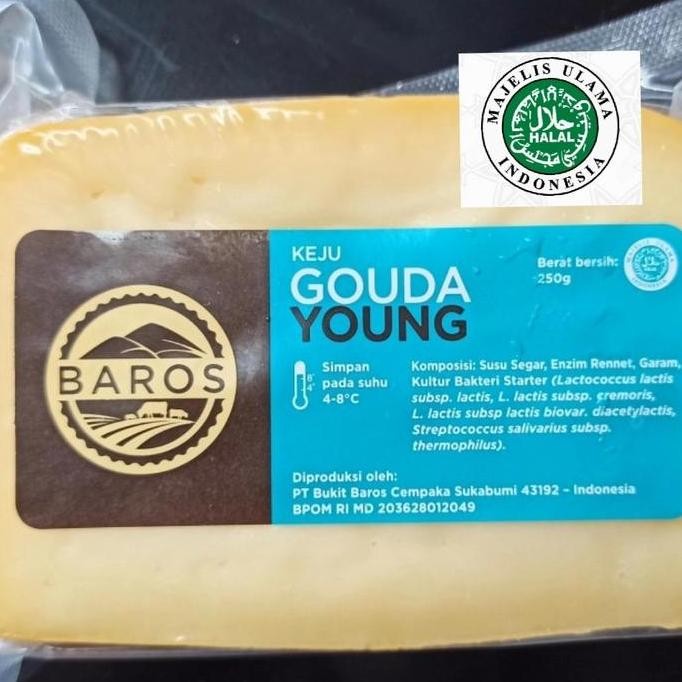 MAJELIS ULAMA
حلال
HALAL
INDONESIA
KEJU
GOUDA
YOUNG
Berat bersih:
250g
BAROS
Simpan
pada suhu
4-8°C
8°
4°
Komposisi: Susu Segar, Enzim Rennet, Garam,
Kultur Bakteri Starter (Lactococcus lactis
subsp. lactis, L. lactis subsp. cremoris,
L. lactis subsp lactis biovar. diacetylactis,
Streptococcus salivarius subsp.
thermophilus).
Diproduksi oleh:
PT Bukit Baros Cempaka Sukabumi 43192 – Indonesia
BPOM RI MD 203628012049